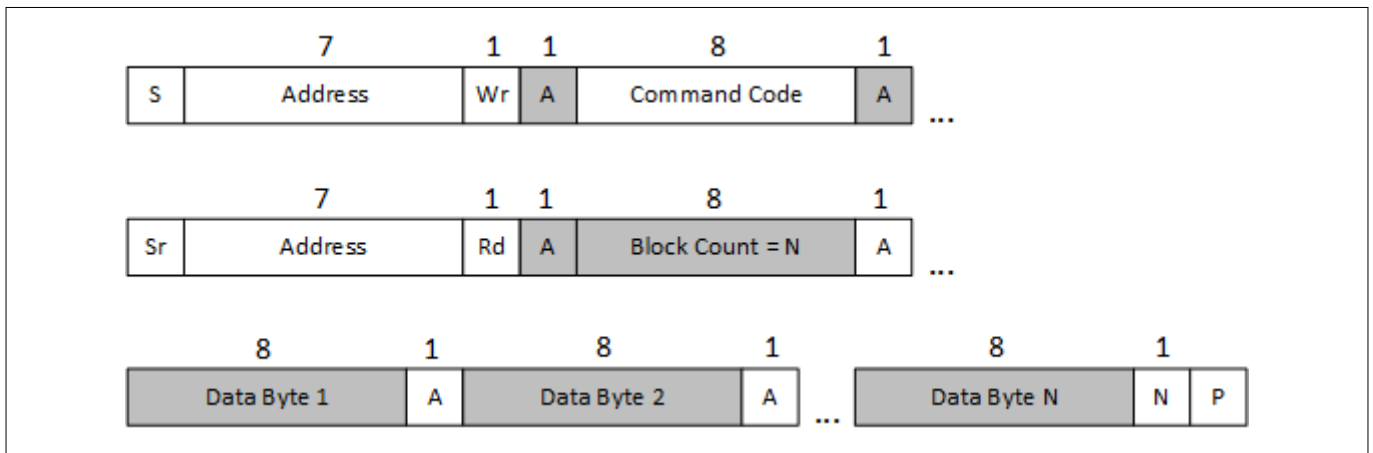 7 1 1 8 1
S Address Wr A Command Code A ...
7 1 1 8 1
Sr Address Rd A Block Count = N A ...
8 1 8 1 8 1
Data Byte 1 A Data Byte 2 A ... Data Byte N N P